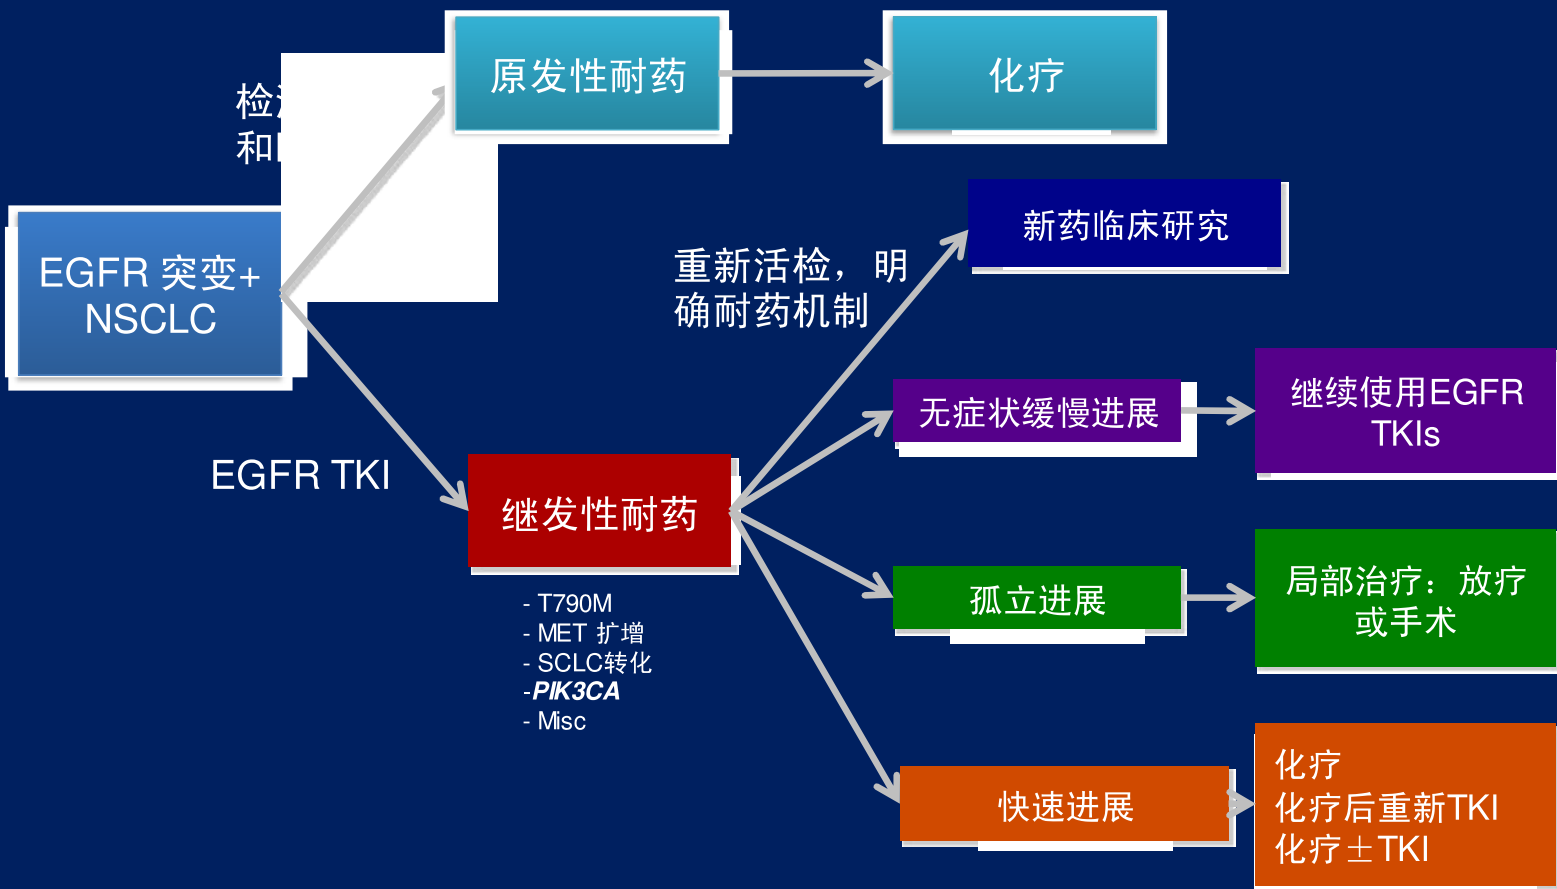 原发性耐药
化疗
检
和
EGFR 突变+
NSCLC
新药临床研究
重新活检，明
确耐药机制
无症状缓慢进展
继续使用EGFR
TKIs
EGFR TKI
继发性耐药
- T790M
- MET 扩增
- SCLC转化
-PIK3CA
- Misc
孤立进展
局部治疗：放疗
或手术
快速进展
化疗
化疗后重新TKI
化疗±TKI